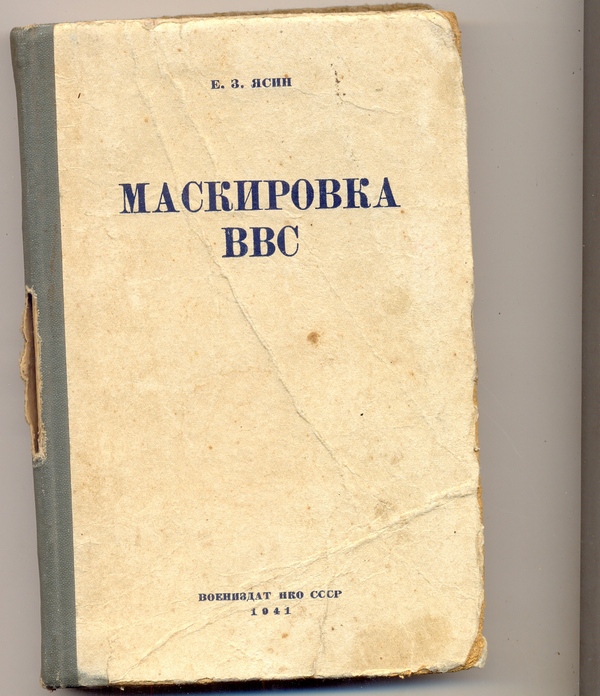 Е. З. ЯСИН
МАСКИРОВКА
ВВС
ВОЕНИЗДАТ НКО СССР
1941